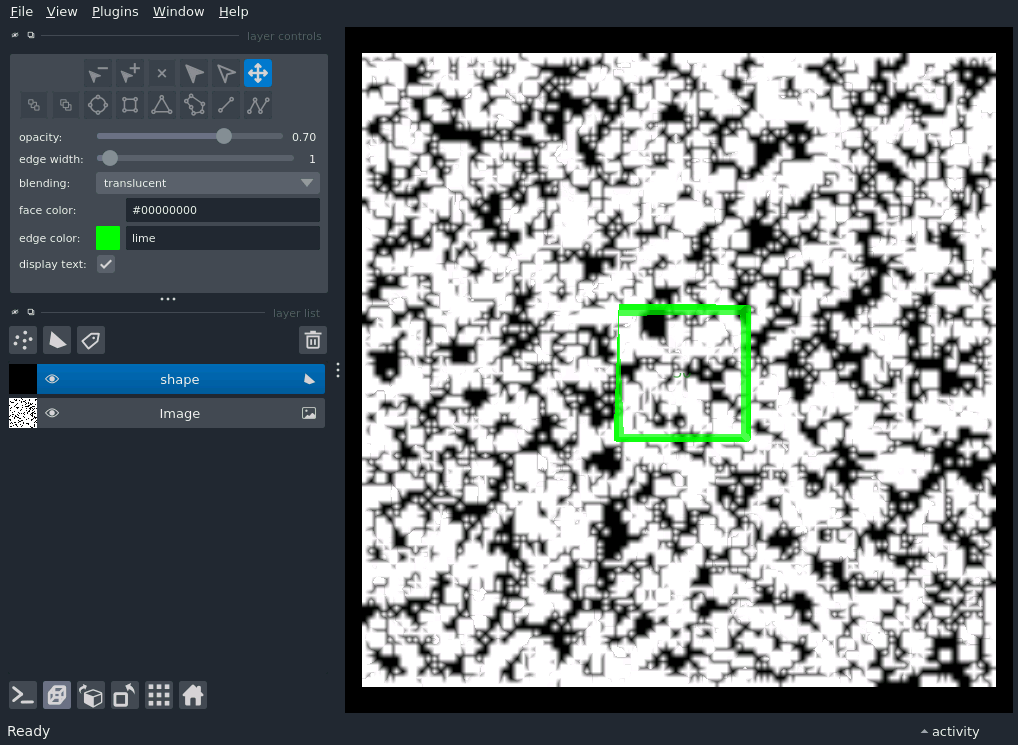 File View Plugins Window Help
layer controls
opacity: 0.70
edge width: 1
blending: translucent
face color: #00000000
edge color: lime
display text:
layer list
shape
Image
Ready
activity